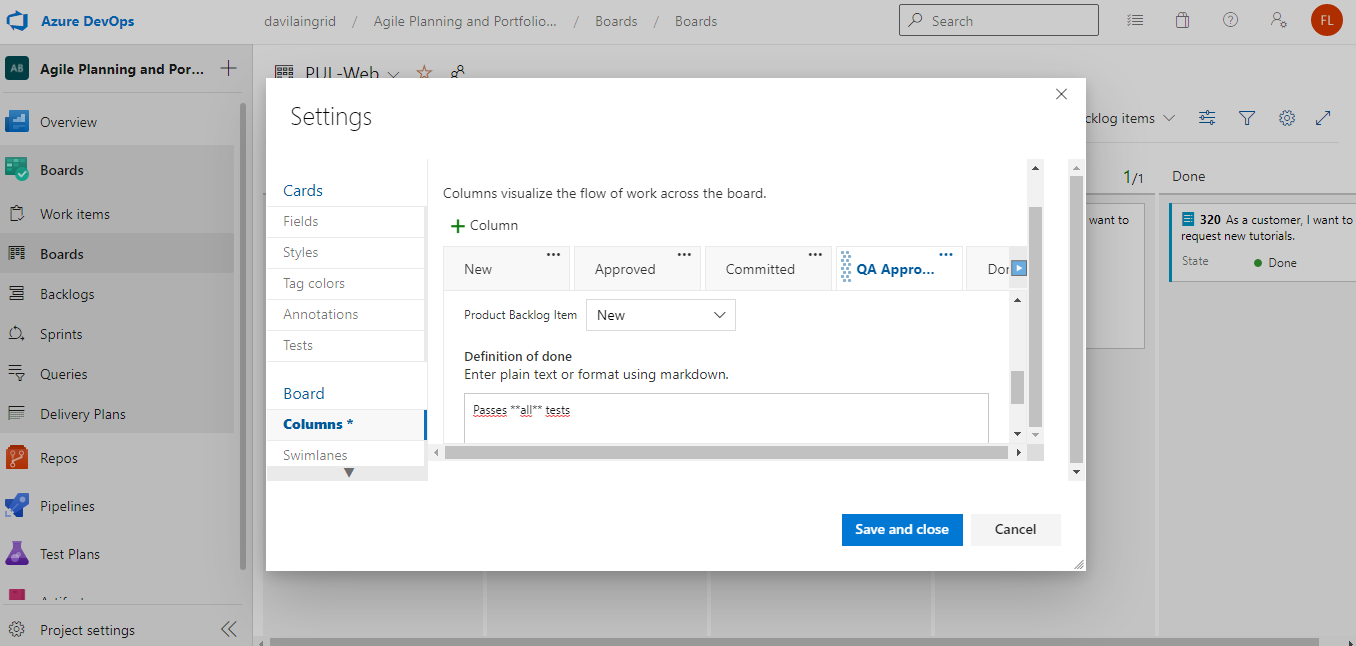 Azure DevOps
davilaingrid / Agile Planning and Portfolio... / Boards / Boards
Search
FL
AB
Agile Planning and Por...
PUL-Web
Overview
Boards
Work items
Boards
Backlogs
Sprints
Queries
Delivery Plans
Repos
Pipelines
Test Plans
Project settings
Settings
Cards
Fields
Styles
Tag colors
Annotations
Tests
Board
Columns *
Swimlanes
Columns visualize the flow of work across the board.
+ Column
New
Approved
Committed
QA Appro...
Product Backlog Item
New
Definition of done
Enter plain text or format using markdown.
Passes **all** tests
Save and close
Cancel
cklog items
1/1
want to
Done
320 As a customer, I want to
request new tutorials.
State
Done